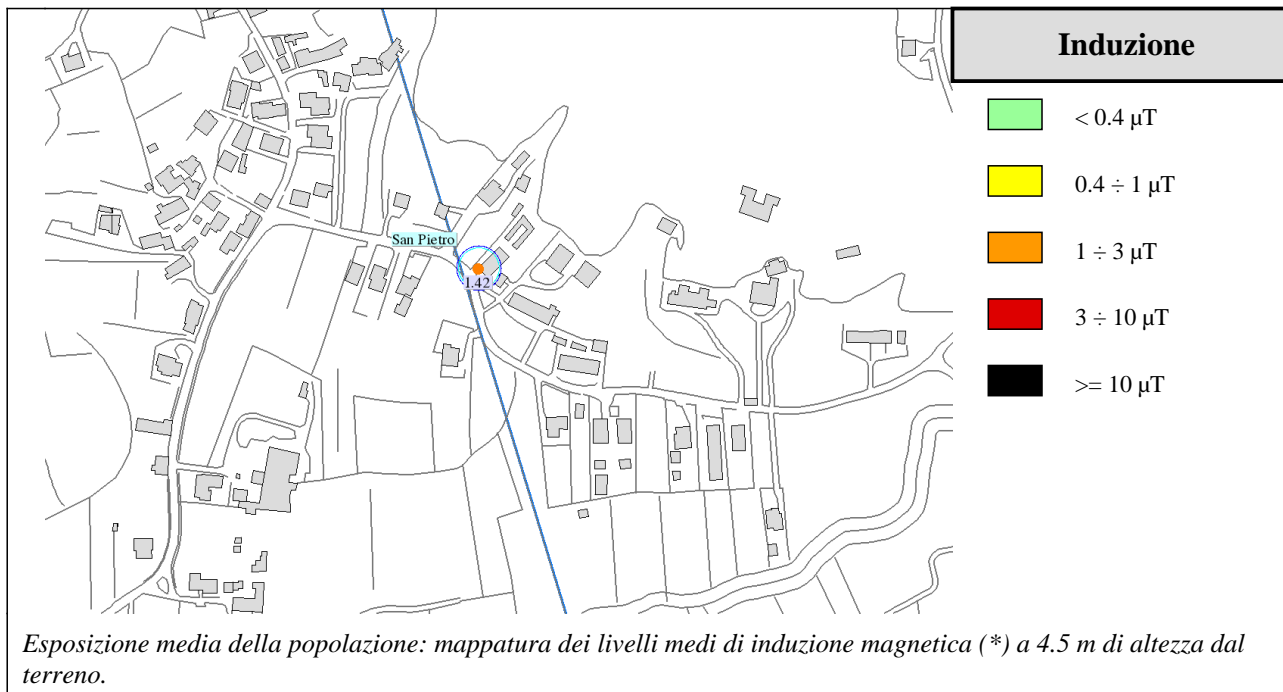 Induzione
< 0.4 µT
0.4 ÷ 1 µT
1 ÷ 3 µT
3 ÷ 10 µT
>= 10 µT
San Pietro
1.42
Esposizione media della popolazione: mappatura dei livelli medi di induzione magnetica (*) a 4.5 m di altezza dal
terreno.